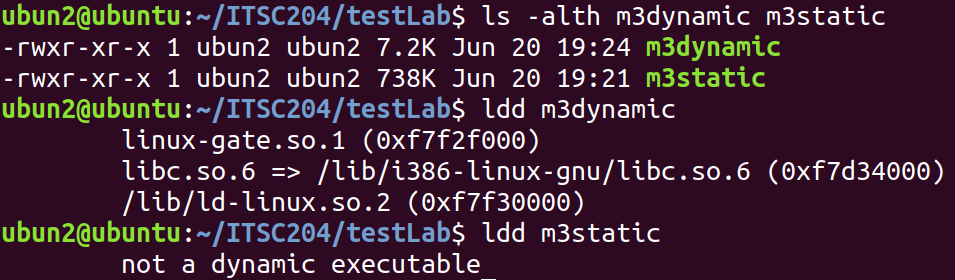 ubun2@ubuntu:~/ITSC204/testLab$ ls -alth m3dynamic m3static
-rwxr-xr-x 1 ubun2 ubun2 7.2K Jun 20 19:24 m3dynamic
-rwxr-xr-x 1 ubun2 ubun2 738K Jun 20 19:21 m3static
ubun2@ubuntu:~/ITSC204/testLab$ ldd m3dynamic
linux-gate.so.1 (0xf7f2f000)
libc.so.6 => /lib/i386-linux-gnu/libc.so.6 (0xf7d34000)
/lib/ld-linux.so.2 (0xf7f30000)
ubun2@ubuntu:~/ITSC204/testLab$ ldd m3static
not a dynamic executable_